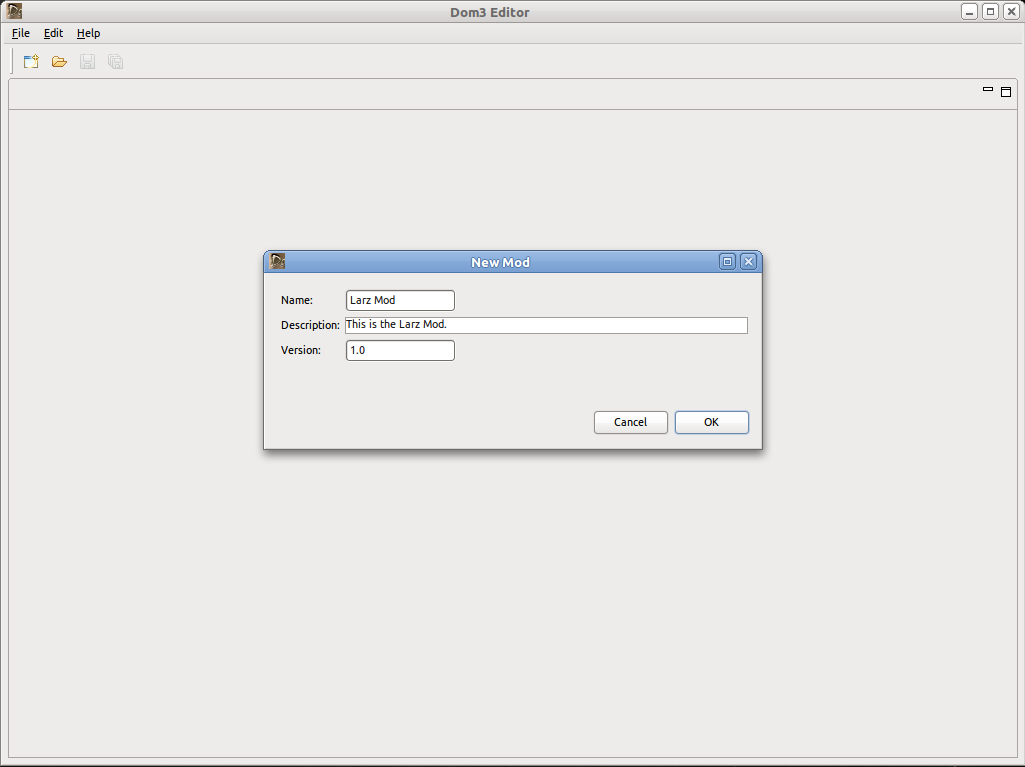 Dom3 Editor
File Edit Help
New Mod
Name: Larz Mod
Description: This is the Larz Mod.
Version: 1.0
Cancel OK